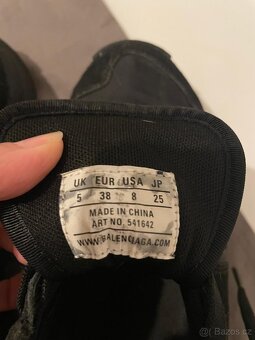 UK EUR USA JP
5 38 8 25
MADE IN CHINA
ART NO. 541642
WWW.BALENCIAGA.COM
Bazos.cz